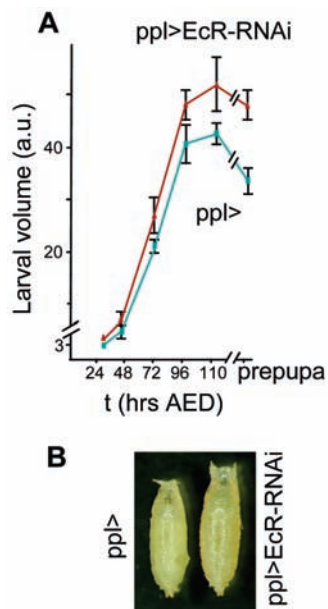 A
ppl>EcR-RNAi
Larval volume (a.u.)
40
20
3
ppl>
24 48 72 96 110 prepupa
t (hrs AED)
B
ppl>
ppl>EcR-RNAi